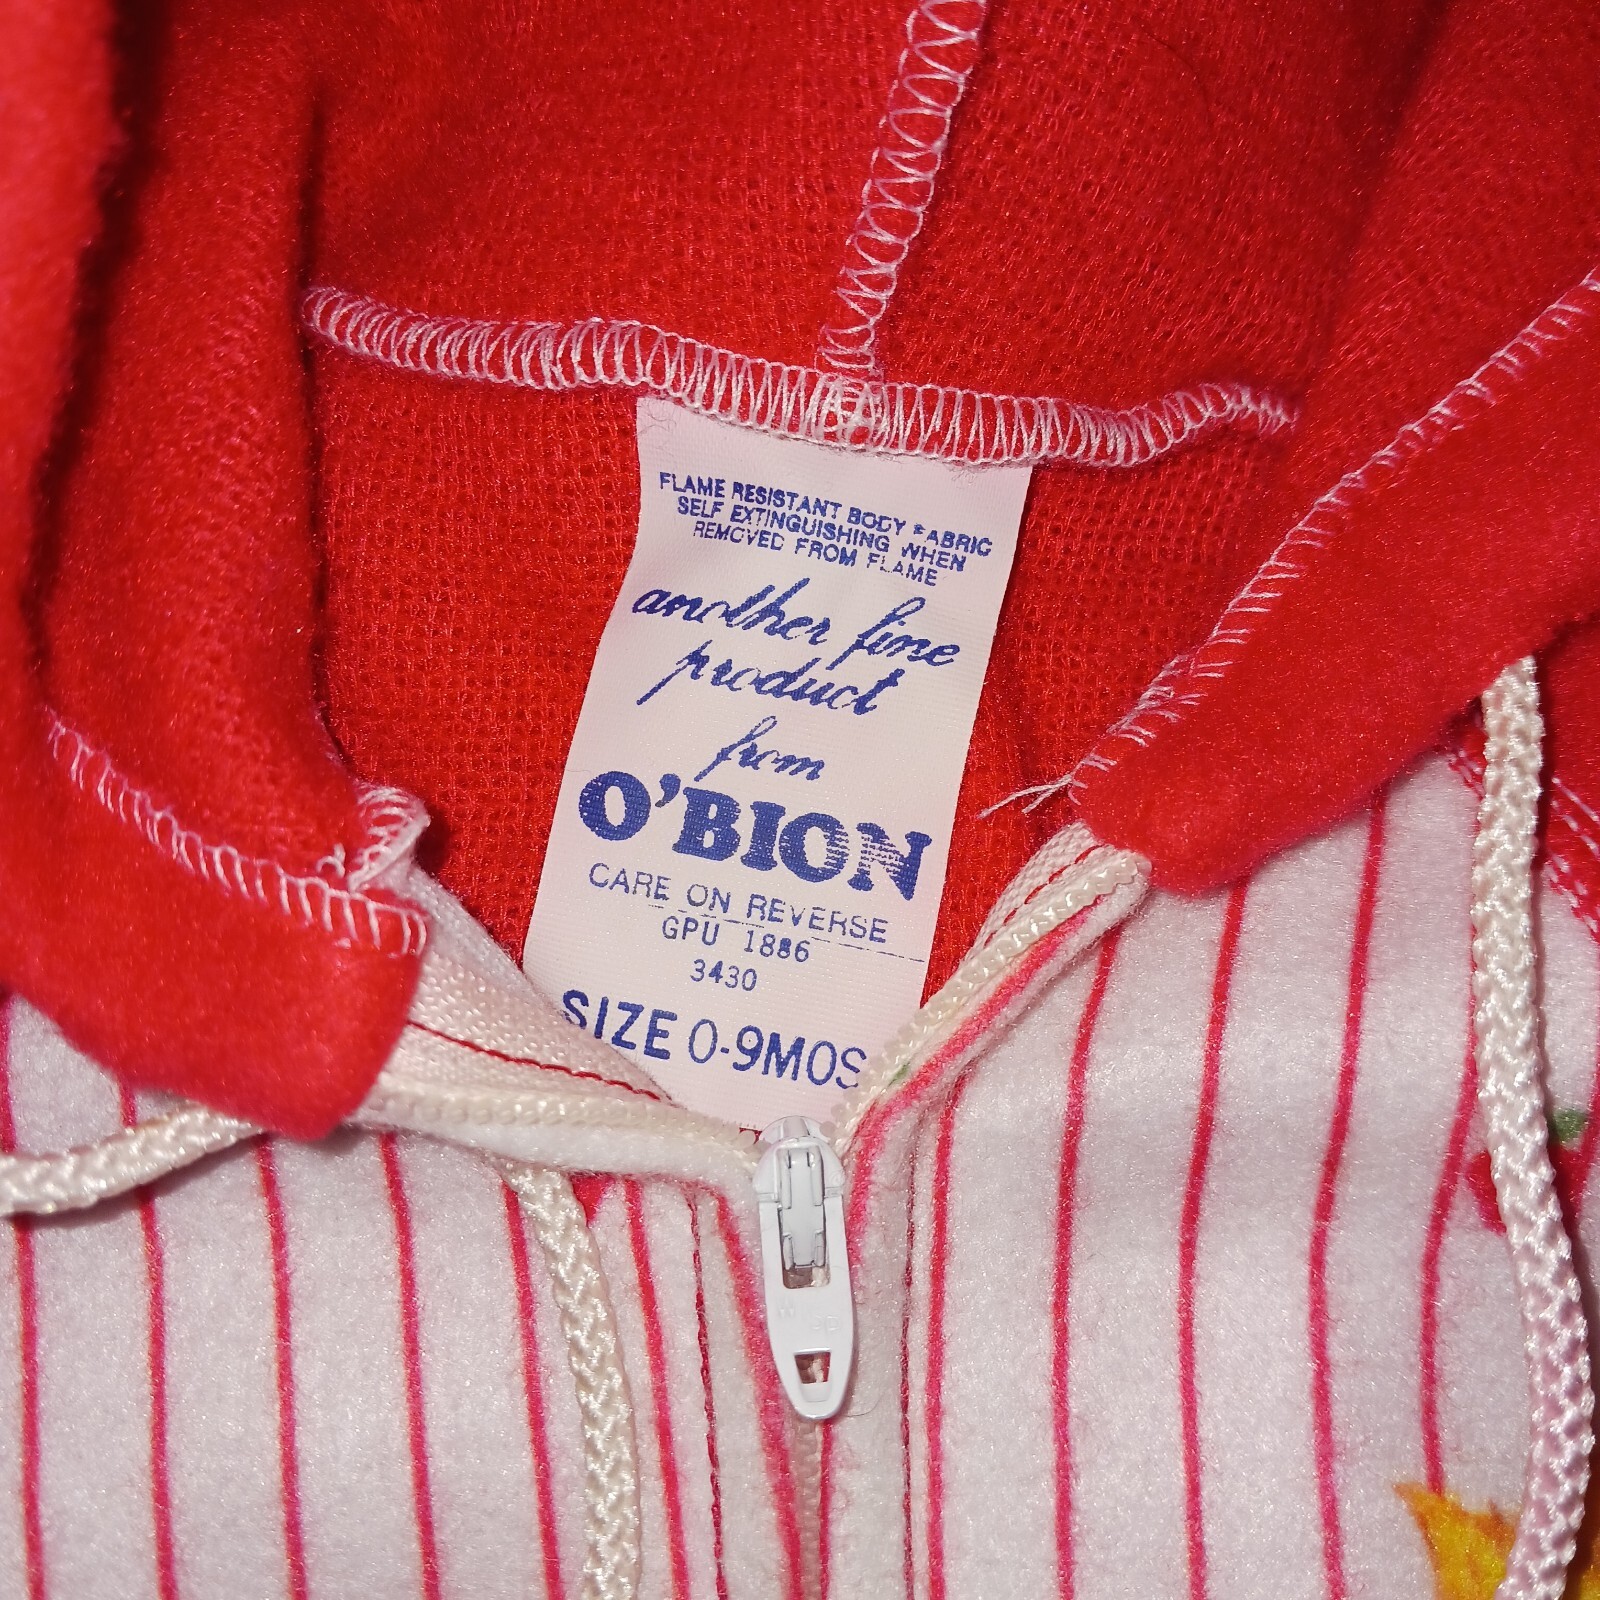 FLAME RESISTANT BODY FABRIC
SELF EXTINGUISHING WHEN
REMOVED FROM FLAME
another fine
product
from
O'BION
CARE ON REVERSE
GPU 1886
3430
SIZE 0-9MOS